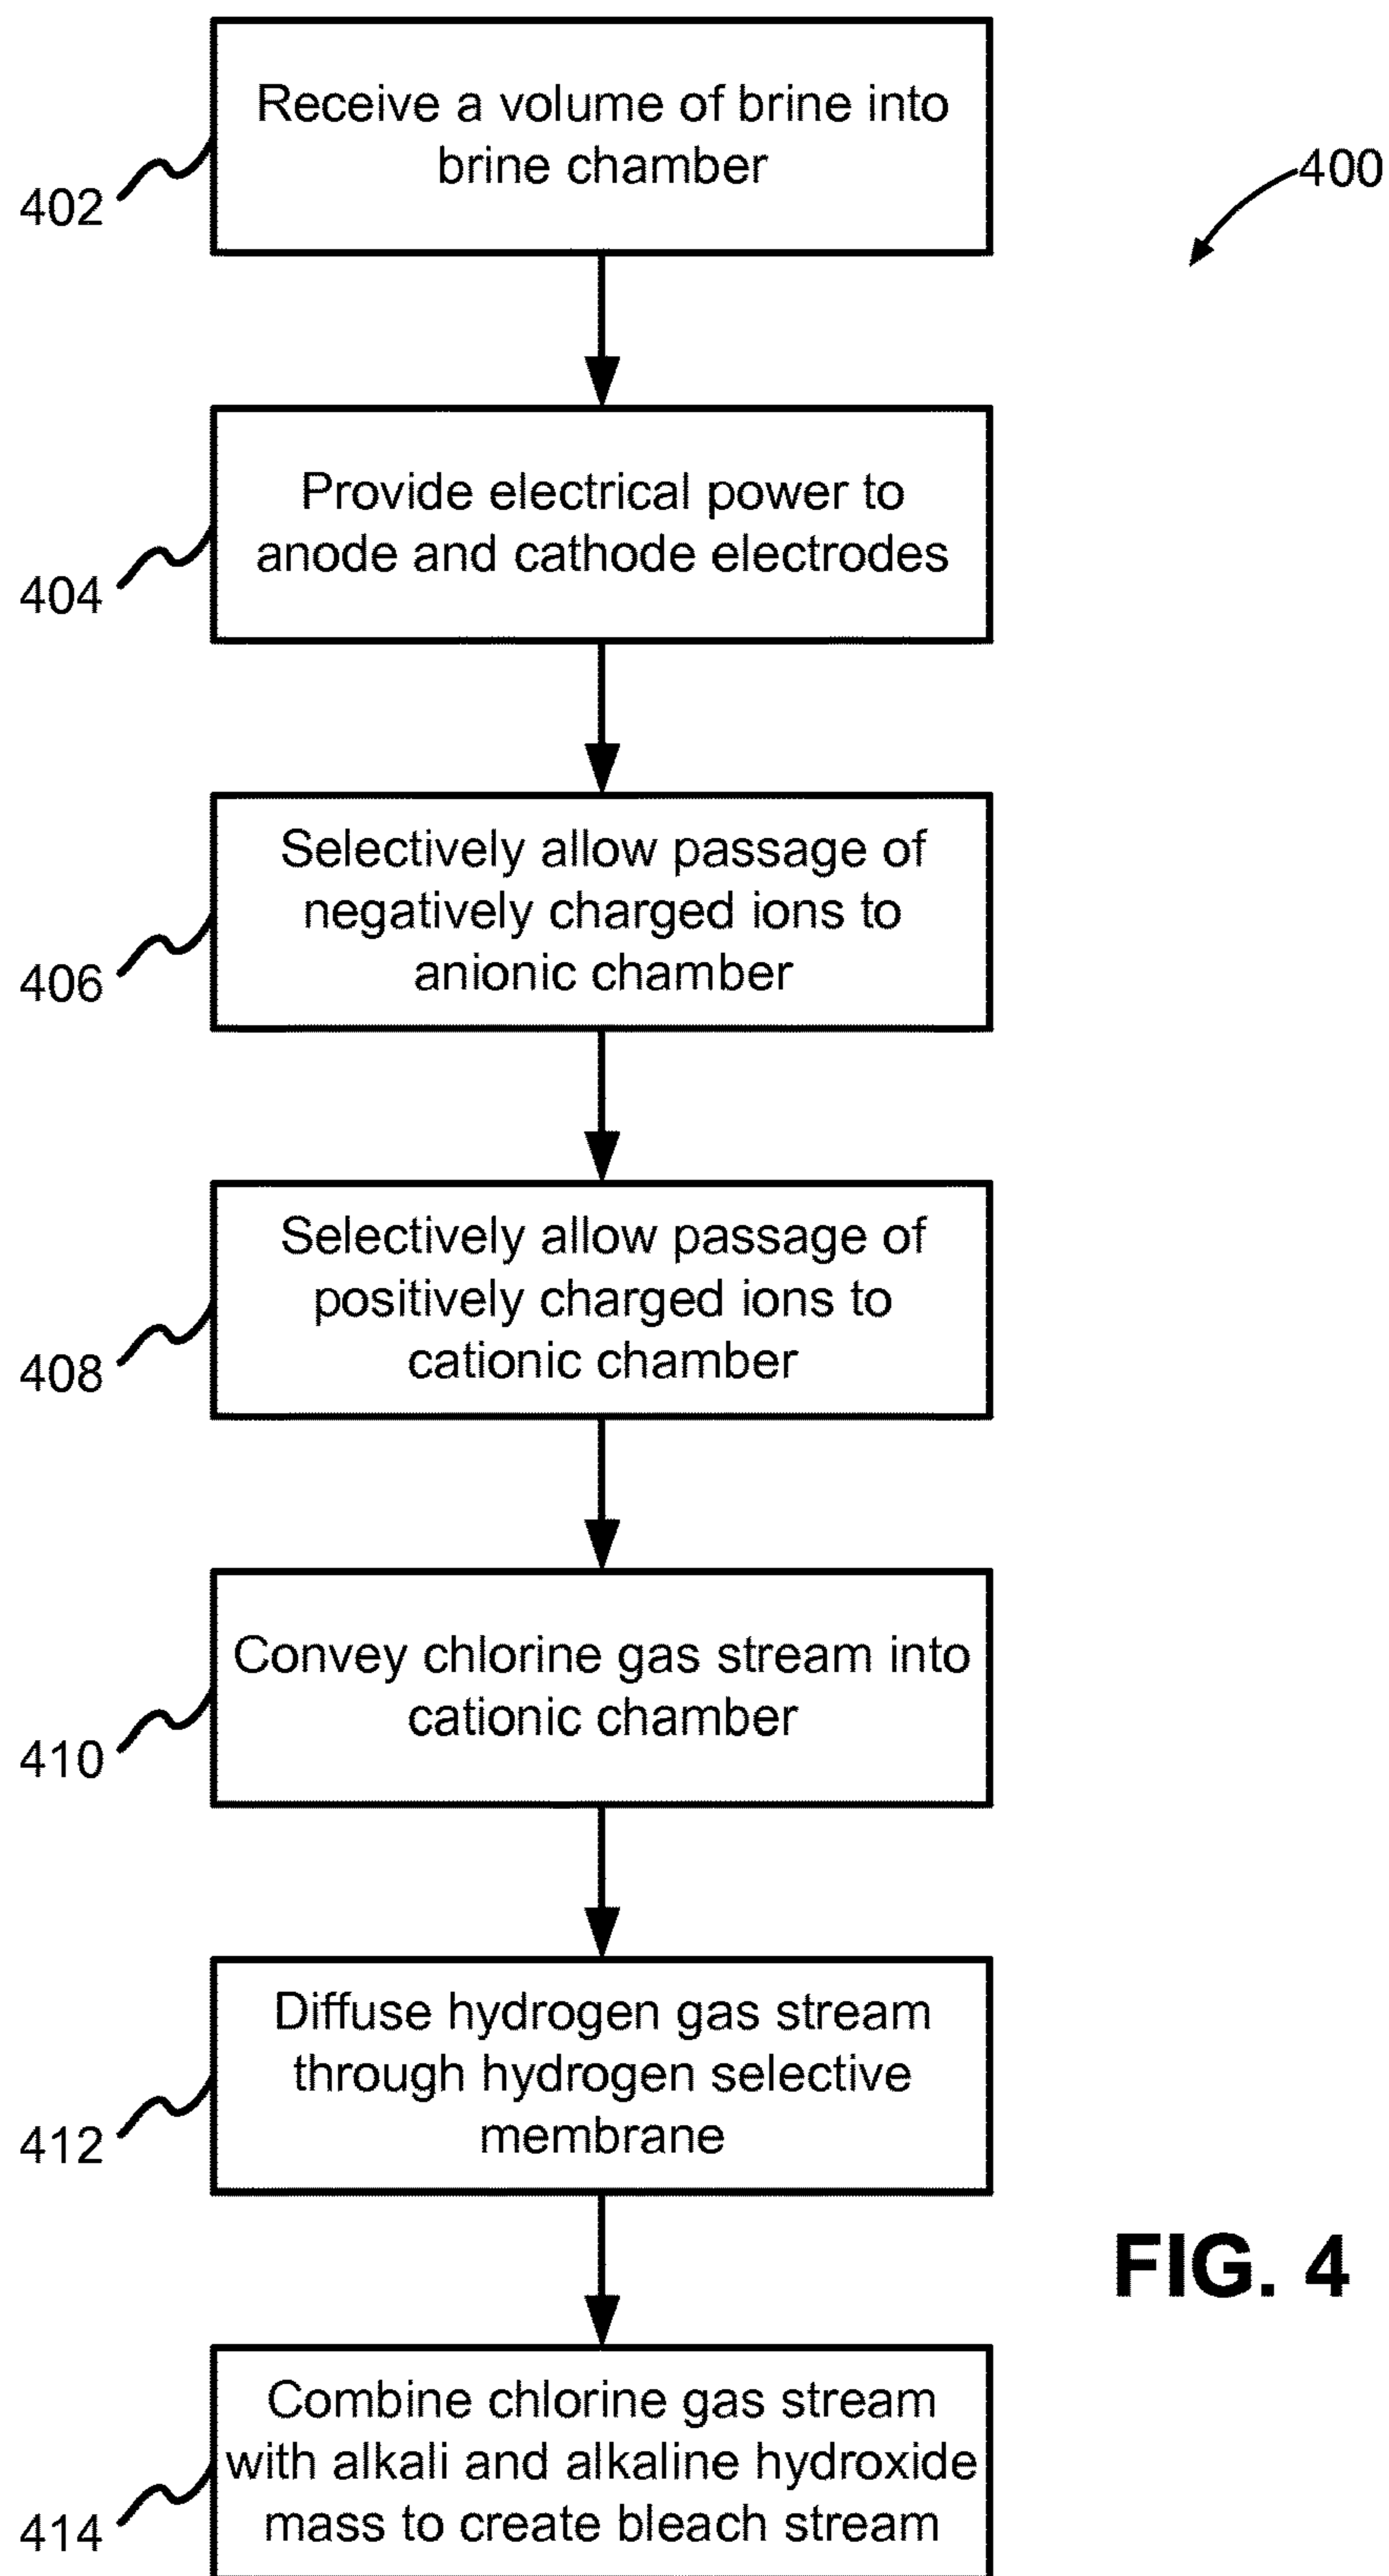 Receive a volume of brine into
brine chamber
402
400
Provide electrical power to
anode and cathode electrodes
404
Selectively allow passage of
negatively charged ions to
anionic chamber
406
Selectively allow passage of
positively charged ions to
cationic chamber
408
Convey chlorine gas stream into
cationic chamber
410
Diffuse hydrogen gas stream
through hydrogen selective
membrane
412
FIG. 4
Combine chlorine gas stream
with alkali and alkaline hydroxide
mass to create bleach stream
414